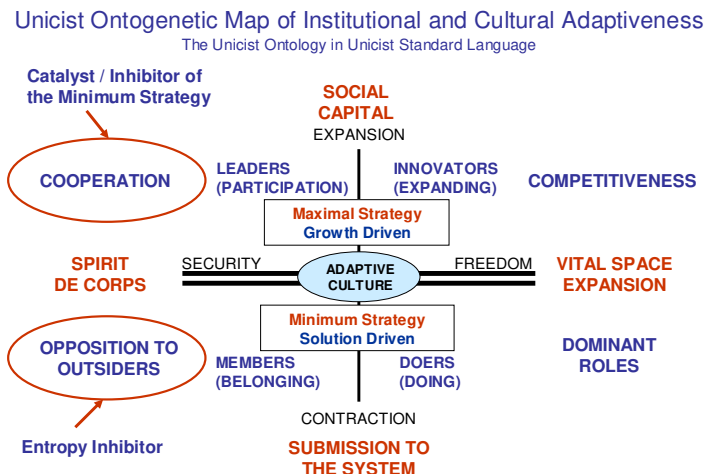 Unicist Ontogenetic Map of Institutional and Cultural Adaptiveness
The Unicist Ontology in Unicist Standard Language
Catalyst / Inhibitor of
the Minimum Strategy
SOCIAL
CAPITAL
EXPANSION
COOPERATION
LEADERS
(PARTICIPATION)
INNOVATORS
(EXPANDING)
COMPETITIVENESS
Maximal Strategy
Growth Driven
SPIRIT
DE CORPS
SECURITY
ADAPTIVE
CULTURE
FREEDOM
VITAL SPACE
EXPANSION
Minimum Strategy
Solution Driven
OPPOSITION TO
OUTSIDERS
MEMBERS
(BELONGING)
DOERS
(DOING)
DOMINANT
ROLES
CONTRACTION
Entropy Inhibitor
SUBMISSION TO
THE SYSTEM